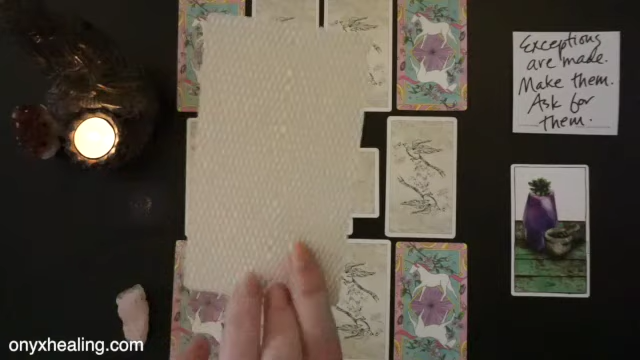 Exceptions
are made.
Make them.
Ask for
them.
onyxhealing.com